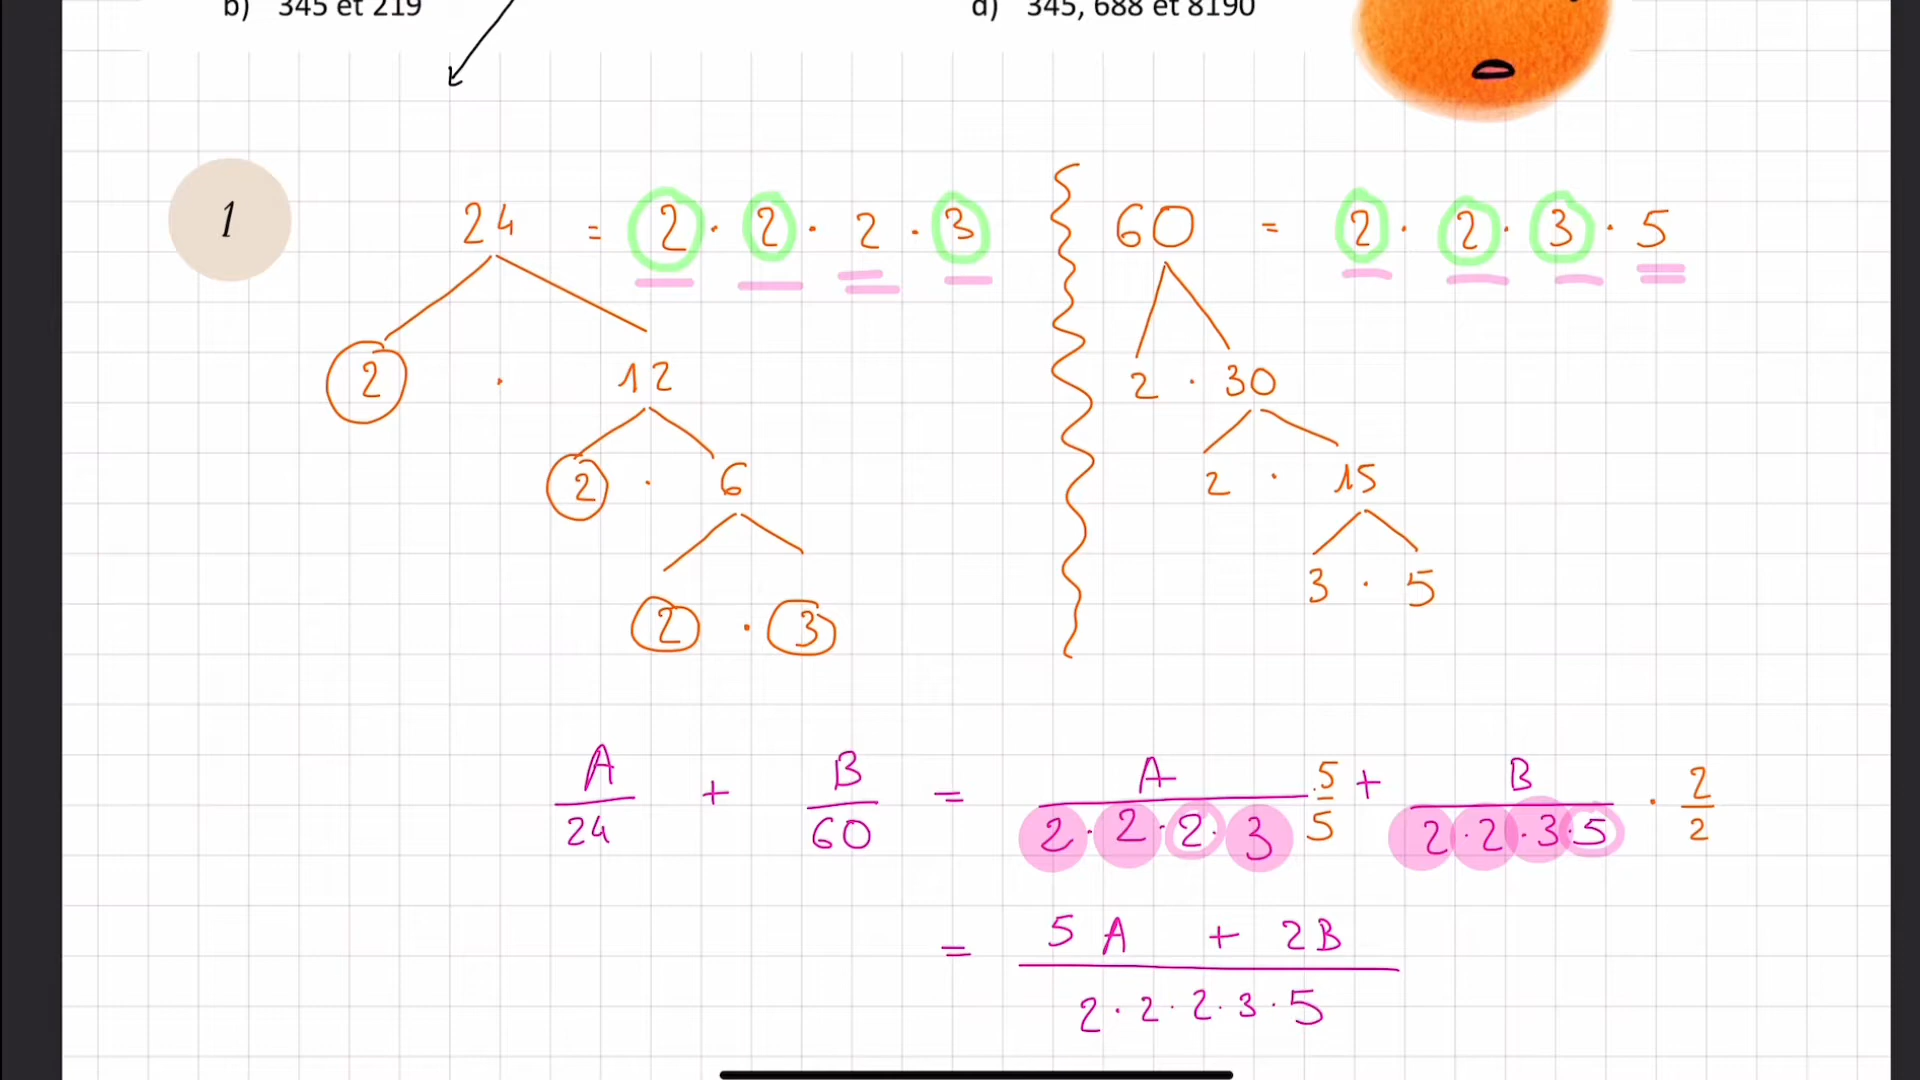 b) 345 et 219
d) 345, 688 et 8190
1
24 = 2 · 2 · 2 · 3
60 = 2 · 2 · 3 · 5
2 · 12
2 · 30
2 · 6
2 · 15
2 · 3
3 · 5
A/24 + B/60 = A/(2 · 2 · 2 · 3) · 5/5 + B/(2 · 2 · 3 · 5) · 2/2
= (5A + 2B)/(2 · 2 · 2 · 3 · 5)